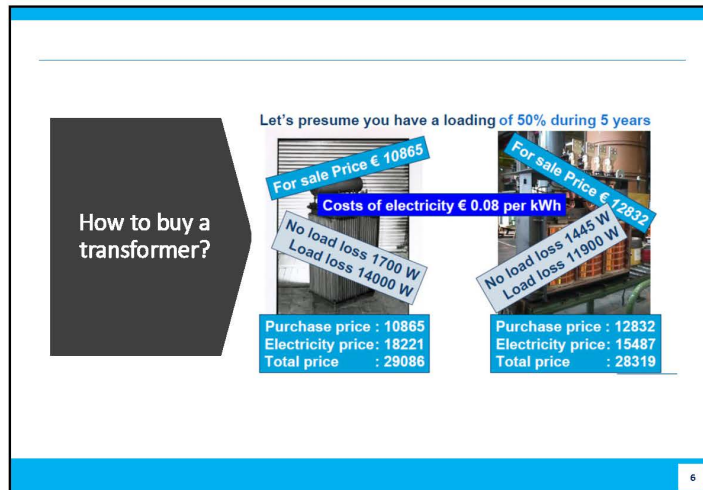 How to buy a
transformer?
Let's presume you have a loading of 50% during 5 years
For sale Price € 10865
For sale Price € 12832
Costs of electricity € 0.08 per kWh
No load loss 1700 W
Load loss 14000 W
No load loss 1445 W
Load loss 11900 W
Purchase price : 10865
Electricity price: 18221
Total price : 29086
Purchase price : 12832
Electricity price: 15487
Total price : 28319
6